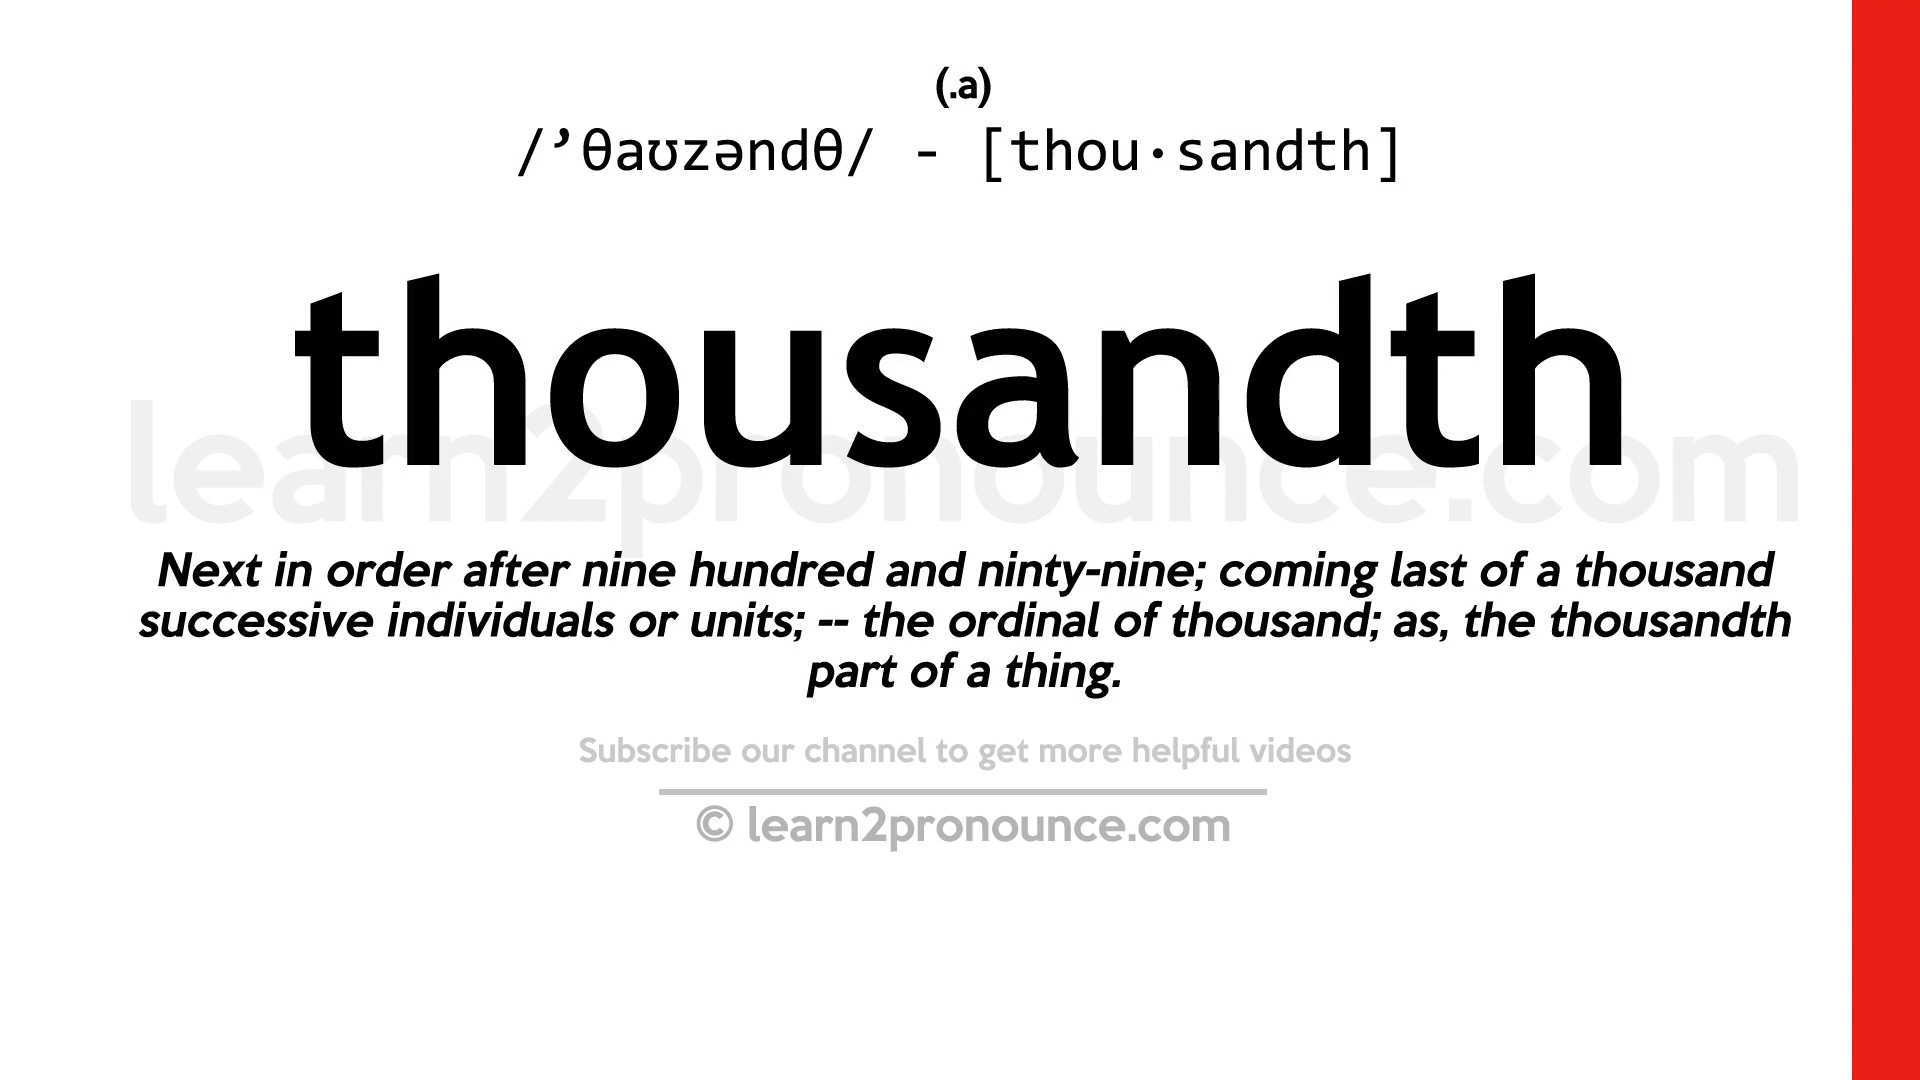 (.a)
/’θaʊzəndθ/ - [thou·sandth]
thousandth
learn2pronounce.com
Next in order after nine hundred and ninty-nine; coming last of a thousand
successive individuals or units; -- the ordinal of thousand; as, the thousandth
part of a thing.
Subscribe our channel to get more helpful videos
© learn2pronounce.com